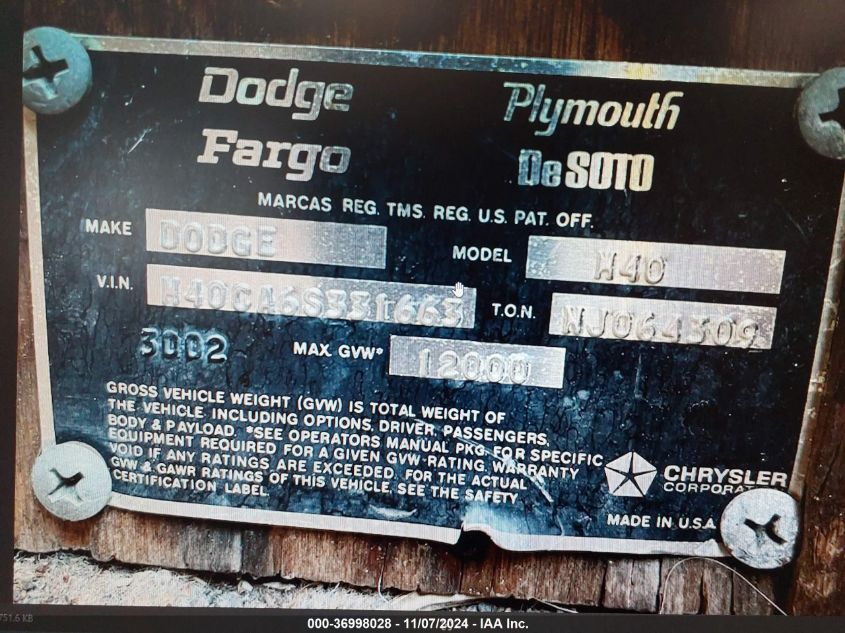 Dodge Plymouth
Fargo DeSOTO
MARCAS REG. TMS. REG. U.S. PAT. OFF.
MAKE DODGE MODEL
V.I.N. T.O.N.
3002 MAX. GVW* 12000
GROSS VEHICLE WEIGHT (GVW) IS TOTAL WEIGHT OF
THE VEHICLE INCLUDING OPTIONS, DRIVER, PASSENGERS,
BODY & PAYLOAD. *SEE OPERATORS MANUAL PKG FOR SPECIFIC
EQUIPMENT REQUIRED FOR A GIVEN GVW RATING. WARRANTY
VOID IF ANY RATINGS ARE EXCEEDED. FOR THE ACTUAL
GVW & GAWR RATINGS OF THIS VEHICLE, SEE THE SAFETY
CERTIFICATION LABEL.
CHRYSLER
CORPORATION
MADE IN U.S.A.
751.6 KB
000-36998028 - 11/07/2024 - IAA Inc.